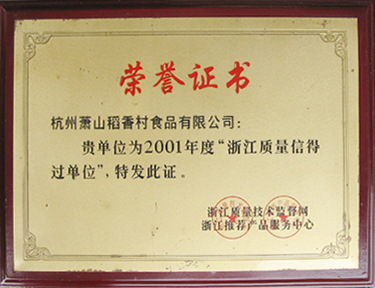 荣誉证书
杭州萧山稻香村食品有限公司：
贵单位为2001年度“浙江质量信得
过单位”，特发此证。
浙江质量技术监督网
浙江推荐产品服务中心